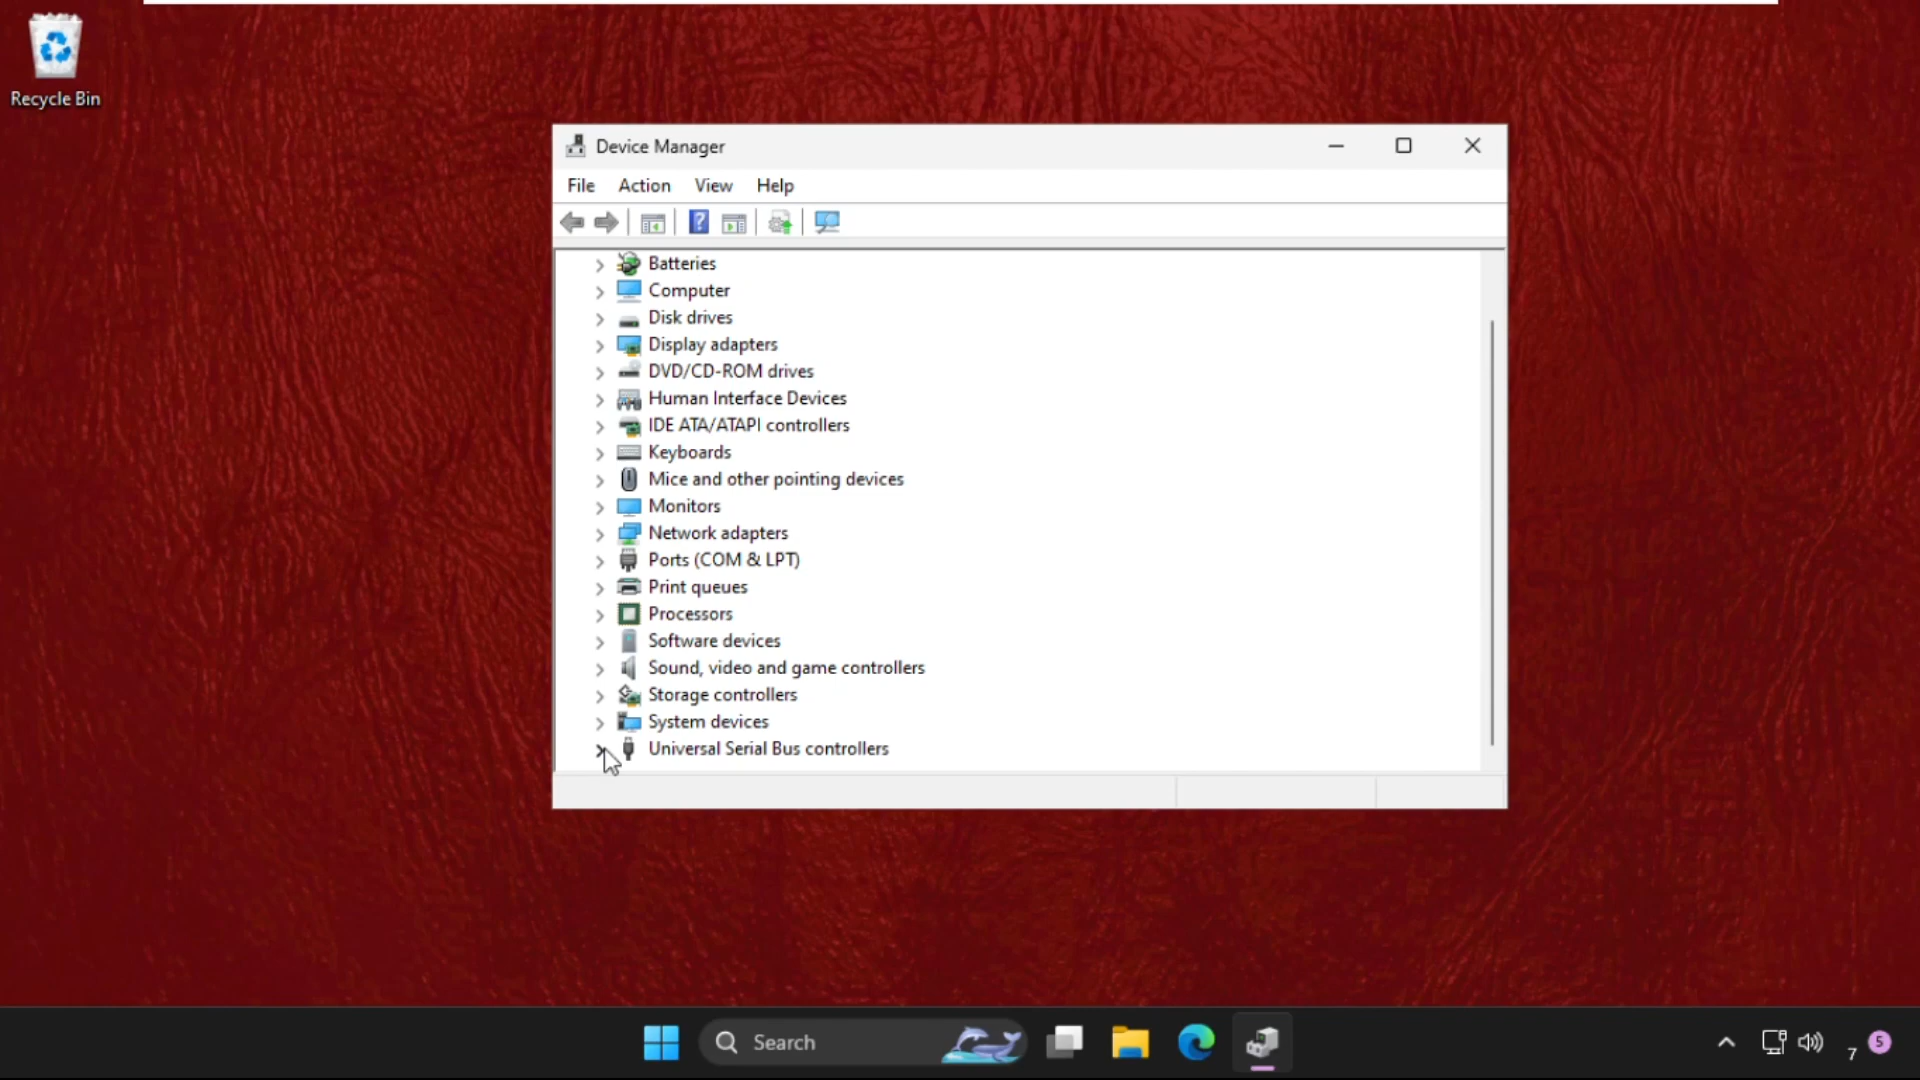 Recycle Bin
Device Manager
File Action View Help
?
Batteries
Computer
Disk drives
Display adapters
DVD/CD-ROM drives
Human Interface Devices
IDE ATA/ATAPI controllers
Keyboards
Mice and other pointing devices
Monitors
Network adapters
Ports (COM & LPT)
Print queues
Processors
Software devices
Sound, video and game controllers
Storage controllers
System devices
Universal Serial Bus controllers
Search
7 5